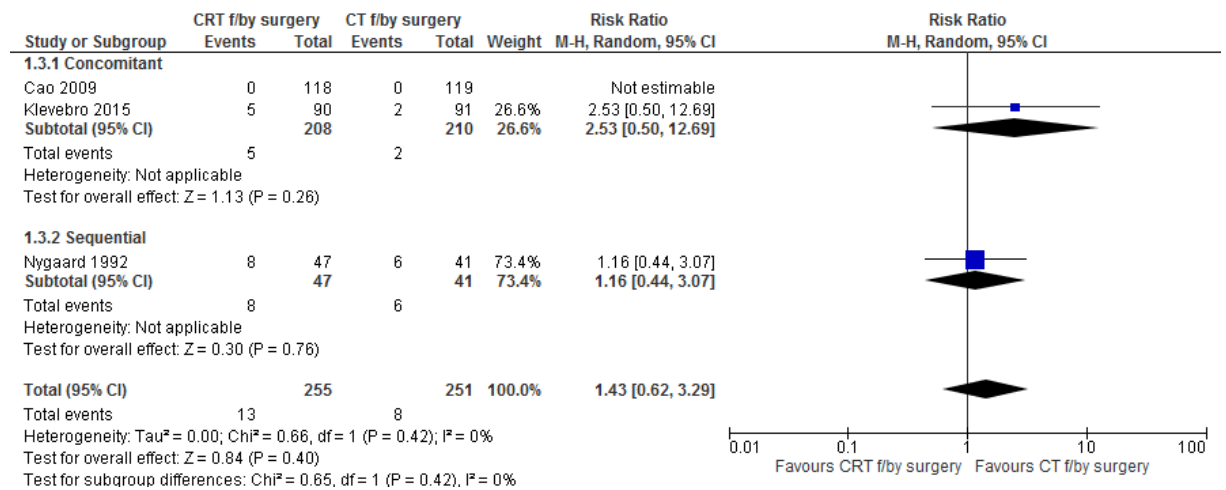 CRT f/by surgery CT f/by surgery Risk Ratio Risk Ratio
Study or Subgroup Events Total Events Total Weight M-H, Random, 95% CI M-H, Random, 95% CI
1.3.1 Concomitant
Cao 2009 0 118 0 119 Not estimable
Klevebro 2015 5 90 2 91 26.6% 2.53 [0.50, 12.69]
Subtotal (95% CI) 208 210 26.6% 2.53 [0.50, 12.69]
Total events 5 2
Heterogeneity: Not applicable
Test for overall effect: Z = 1.13 (P = 0.26)
1.3.2 Sequential
Nygaard 1992 8 47 6 41 73.4% 1.16 [0.44, 3.07]
Subtotal (95% CI) 47 41 73.4% 1.16 [0.44, 3.07]
Total events 8 6
Heterogeneity: Not applicable
Test for overall effect: Z = 0.30 (P = 0.76)
Total (95% CI) 255 251 100.0% 1.43 [0.62, 3.29]
Total events 13 8
Heterogeneity: Tau² = 0.00; Chi² = 0.66, df = 1 (P = 0.42); I² = 0%
Test for overall effect: Z = 0.84 (P = 0.40)
Test for subgroup differences: Chi² = 0.65, df = 1 (P = 0.42), I² = 0%
0.01 0.1 1 10 100
Favours CRT f/by surgery Favours CT f/by surgery